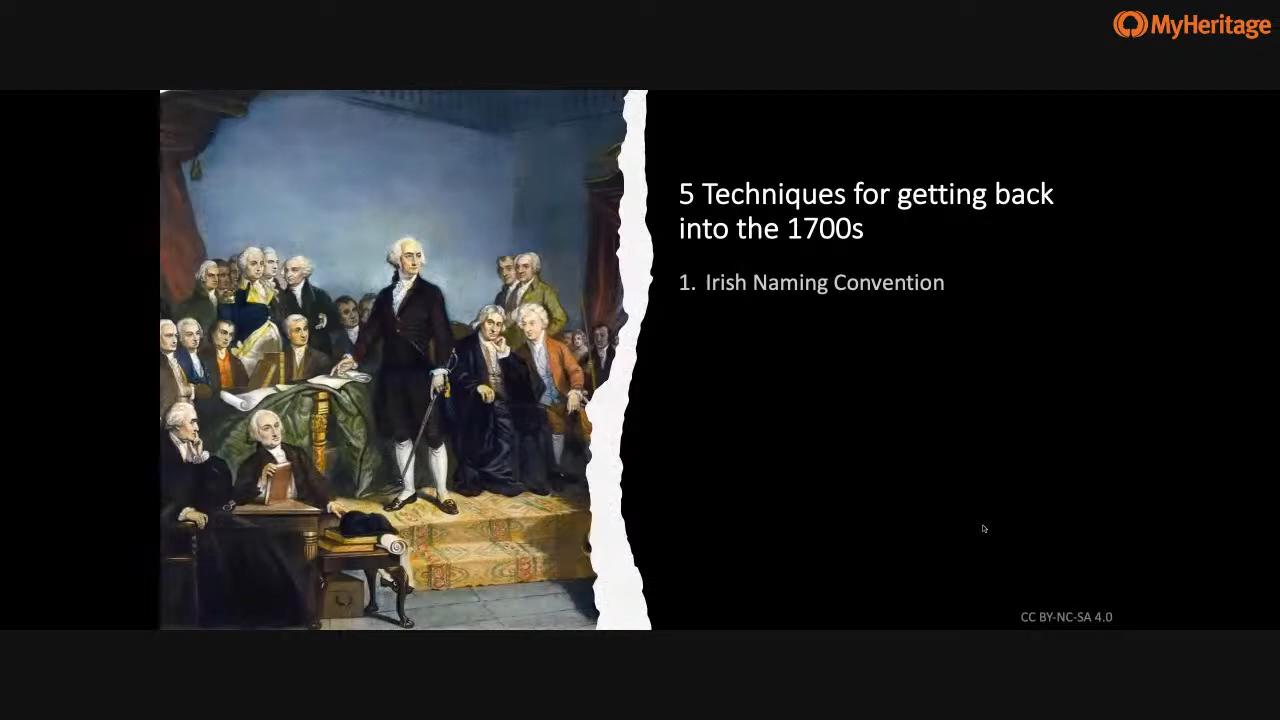 MyHeritage
5 Techniques for getting back
into the 1700s
1. Irish Naming Convention
CC BY-NC-SA 4.0